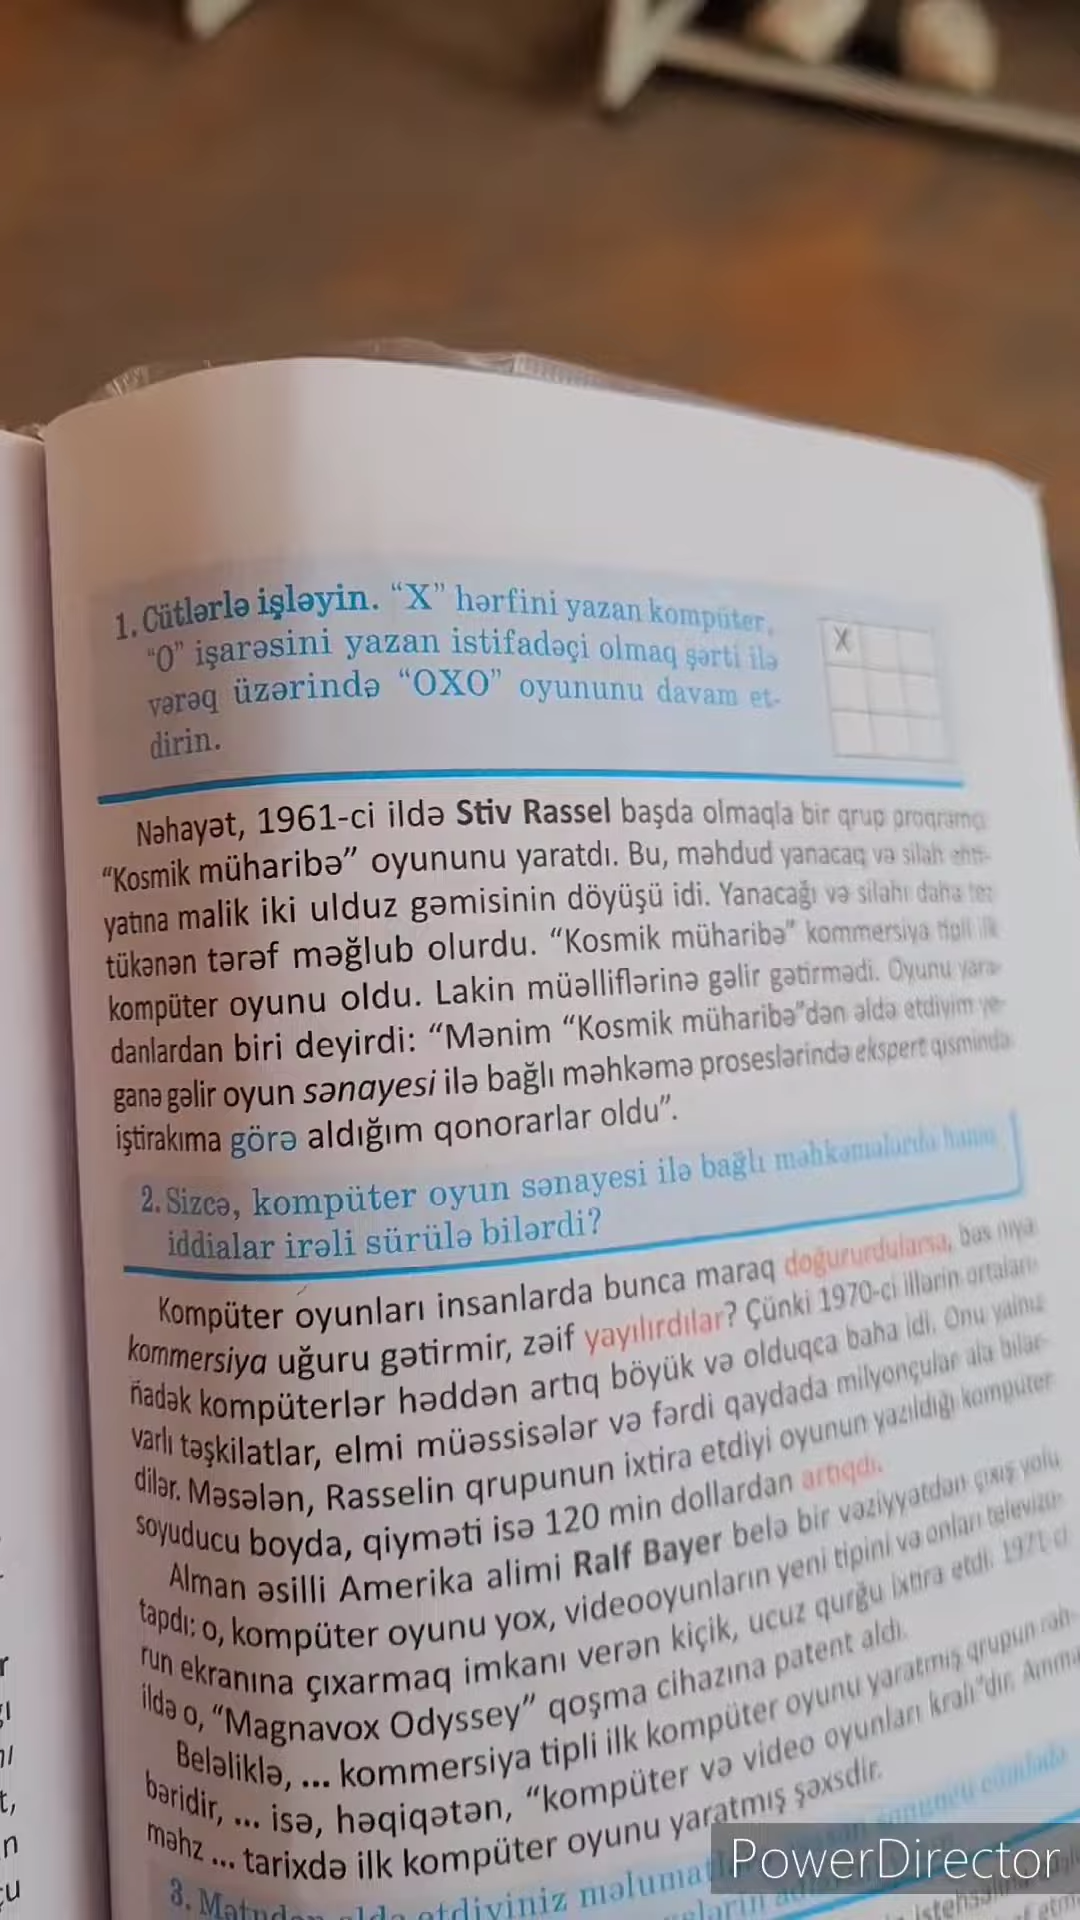 1. Cütlərlə işləyin. “X” hərfini yazan kompüter,
“O” işarəsini yazan istifadəçi olmaq şərti ilə
vərəq üzərində “OXO” oyununu davam et-
dirin.
X
Nəhayət, 1961-ci ildə Stiv Rassel başda olmaqla bir qrup proqramçı
“Kosmik müharibə” oyununu yaratdı. Bu, məhdud yanacaq və silah ehti-
yatına malik iki ulduz gəmisinin döyüşü idi. Yanacağı və silahı daha tez
tükənən tərəf məğlub olurdu. “Kosmik müharibə” kommersiya tipli ilk
kompüter oyunu oldu. Lakin müəlliflərinə gəlir gətirmədi. Oyunu yara-
danlardan biri deyirdi: “Mənim “Kosmik müharibə”dən əldə etdiyim ye-
ganə gəlir oyun sənayesi ilə bağlı məhkəmə proseslərində ekspert qismində
iştirakıma görə aldığım qonorarlar oldu”.
2. Sizcə, kompüter oyun sənayesi ilə bağlı məhkəmələrdə hansı
iddialar irəli sürülə bilərdi?
Kompüter oyunları insanlarda bunca maraq doğururdularsa, bəs niyə
kommersiya uğuru gətirmir, zəif yayılırdılar? Çünki 1970-ci illərin ortaları-
nadək kompüterlər həddən artıq böyük və olduqca baha idi. Onu yalnız
varlı təşkilatlar, elmi müəssisələr və fərdi qaydada milyonçular ala bilər-
dilər. Məsələn, Rasselin qrupunun ixtira etdiyi oyunun yazıldığı kompüter
soyuducu boyda, qiyməti isə 120 min dollardan artıqdı.
Alman əsilli Amerika alimi Ralf Bayer belə bir vəziyyətdən çıxış yolu
tapdı: o, kompüter oyunu yox, videooyunların yeni tipini və onları televizo-
run ekranına çıxarmaq imkanı verən kiçik, ucuz qurğu ixtira etdi. 1971-ci
ildə o, “Magnavox Odyssey” qoşma cihazına patent aldı.
Beləliklə, ... kommersiya tipli ilk kompüter oyunu yaratmış qrupun rəh-
bəridir, ... isə, həqiqətən, “kompüter və video oyunları kralı”dır. Amma
məhz ... tarixdə ilk kompüter oyunu yaratmış şəxsdir.
3. Mətndən əldə etdiyiniz məlumat
PowerDirector